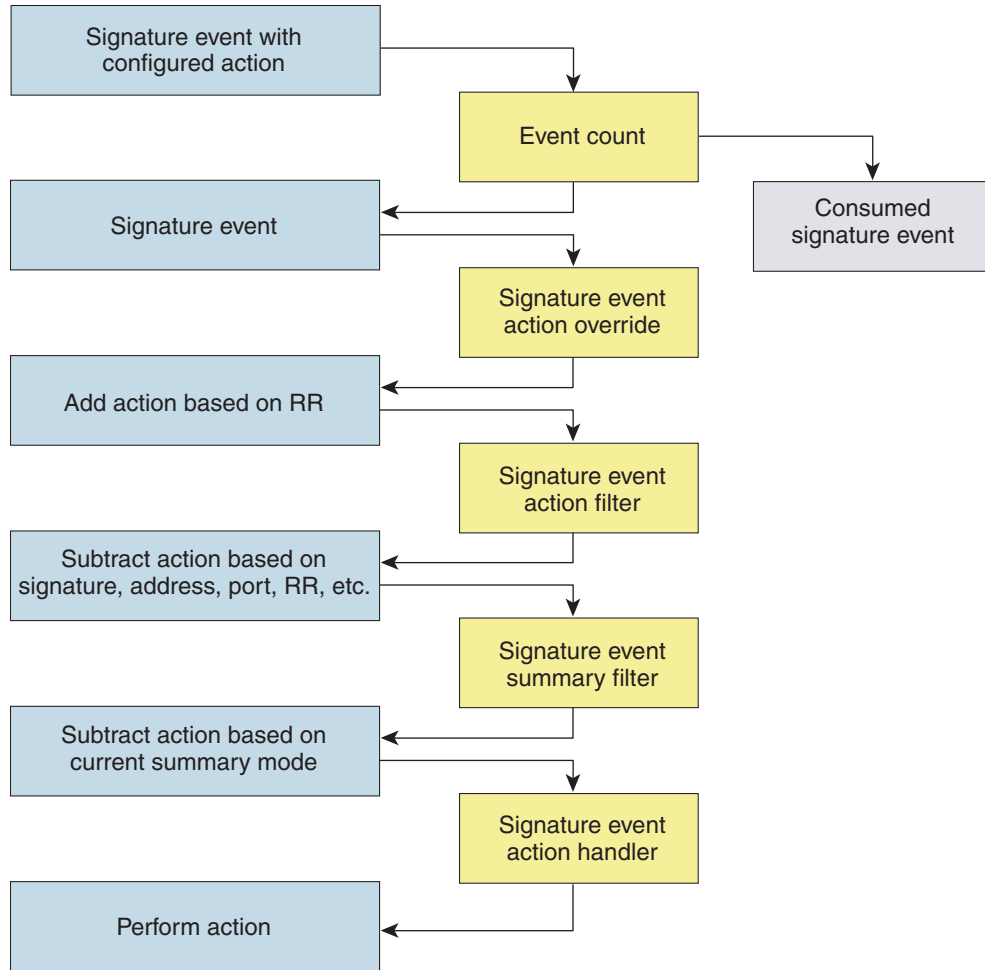 Signature event with
configured action
Event count
Signature event
Consumed
signature event
Signature event
action override
Add action based on RR
Signature event
action filter
Subtract action based on
signature, address, port, RR, etc.
Signature event
summary filter
Subtract action based on
current summary mode
Signature event
action handler
Perform action